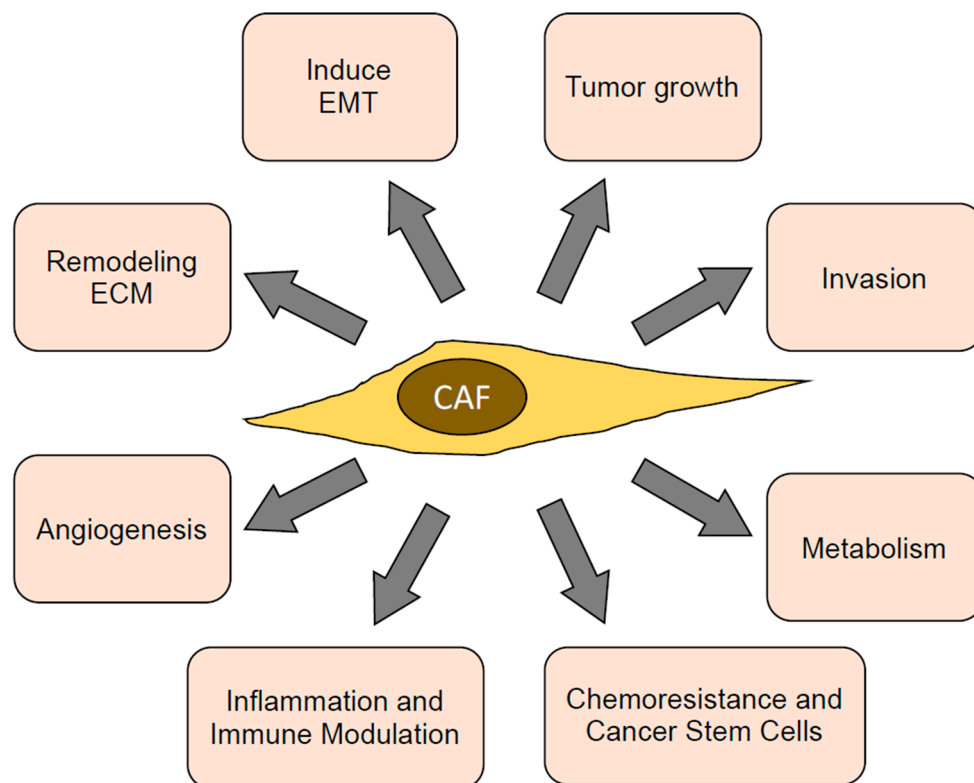 Induce
EMT
Tumor growth
Remodeling
ECM
Invasion
CAF
Angiogenesis
Metabolism
Inflammation and
Immune Modulation
Chemoresistance and
Cancer Stem Cells